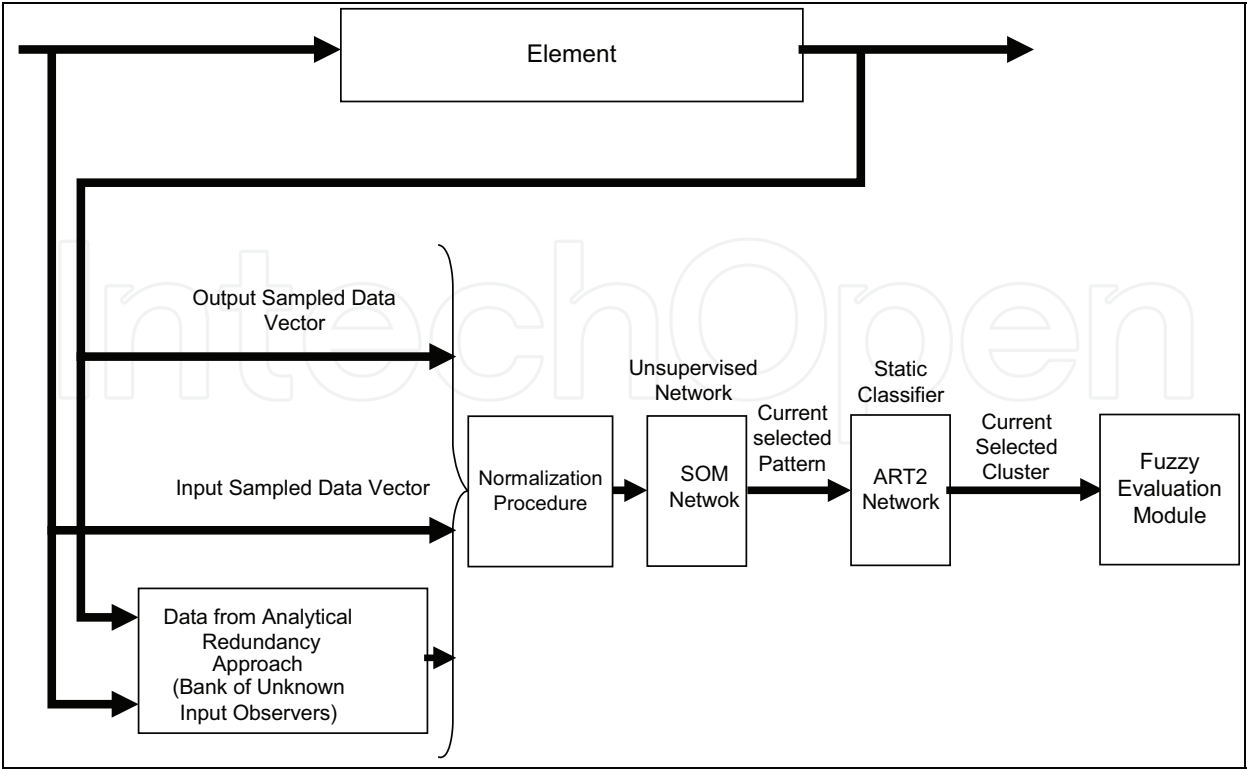 Element
Output Sampled Data
Vector
Input Sampled Data Vector
Data from Analytical
Redundancy
Approach
(Bank of Unknown
Input Observers)
Normalization
Procedure
Unsupervised
Network
SOM
Netwok
Current
selected
Pattern
Static
Classifier
ART2
Network
Current
Selected
Cluster
Fuzzy
Evaluation
Module
IntechOpen